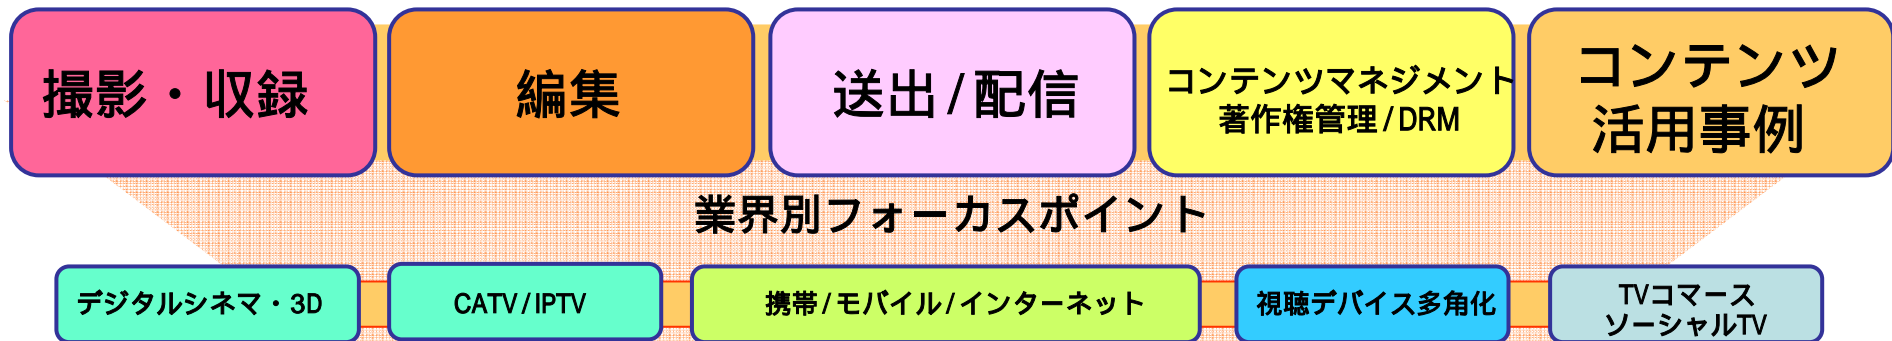 撮影・収録
編集
送出/配信
コンテンツマネジメント
著作権管理/DRM
コンテンツ
活用事例
業界別フォーカスポイント
デジタルシネマ・3D
CATV/IPTV
携帯/モバイル/インターネット
視聴デバイス多角化
TVコマース
ソーシャルTV